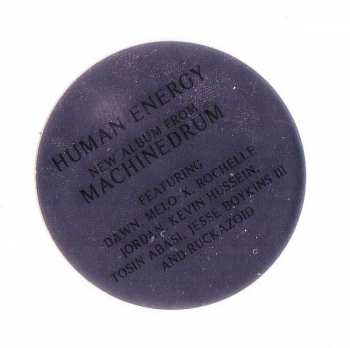 HUMAN ENERGY
NEW ALBUM FROM
MACHINEDRUM
FEATURING
DAWN, MELO-X, ROCHELLE
JORDAN, KEVIN HUSSEIN,
TOSIN ABASI, JESSE BOYKINS III
AND RUCKAZOID